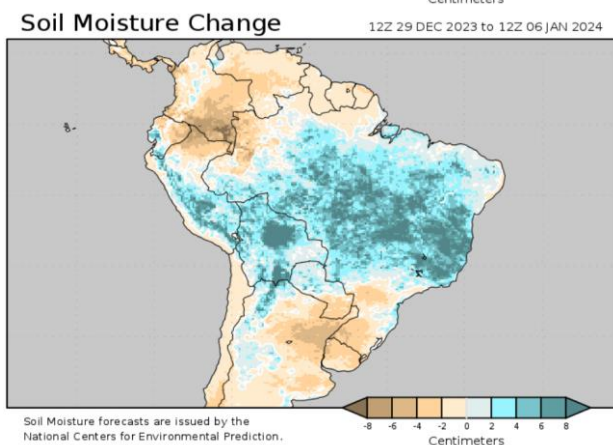 Centimeters
Soil Moisture Change
12Z 29 DEC 2023 to 12Z 06 JAN 2024
Soil Moisture forecasts are issued by the
National Centers for Environmental Prediction.
-8 -6 -4 -2 0 2 4 6 8
Centimeters